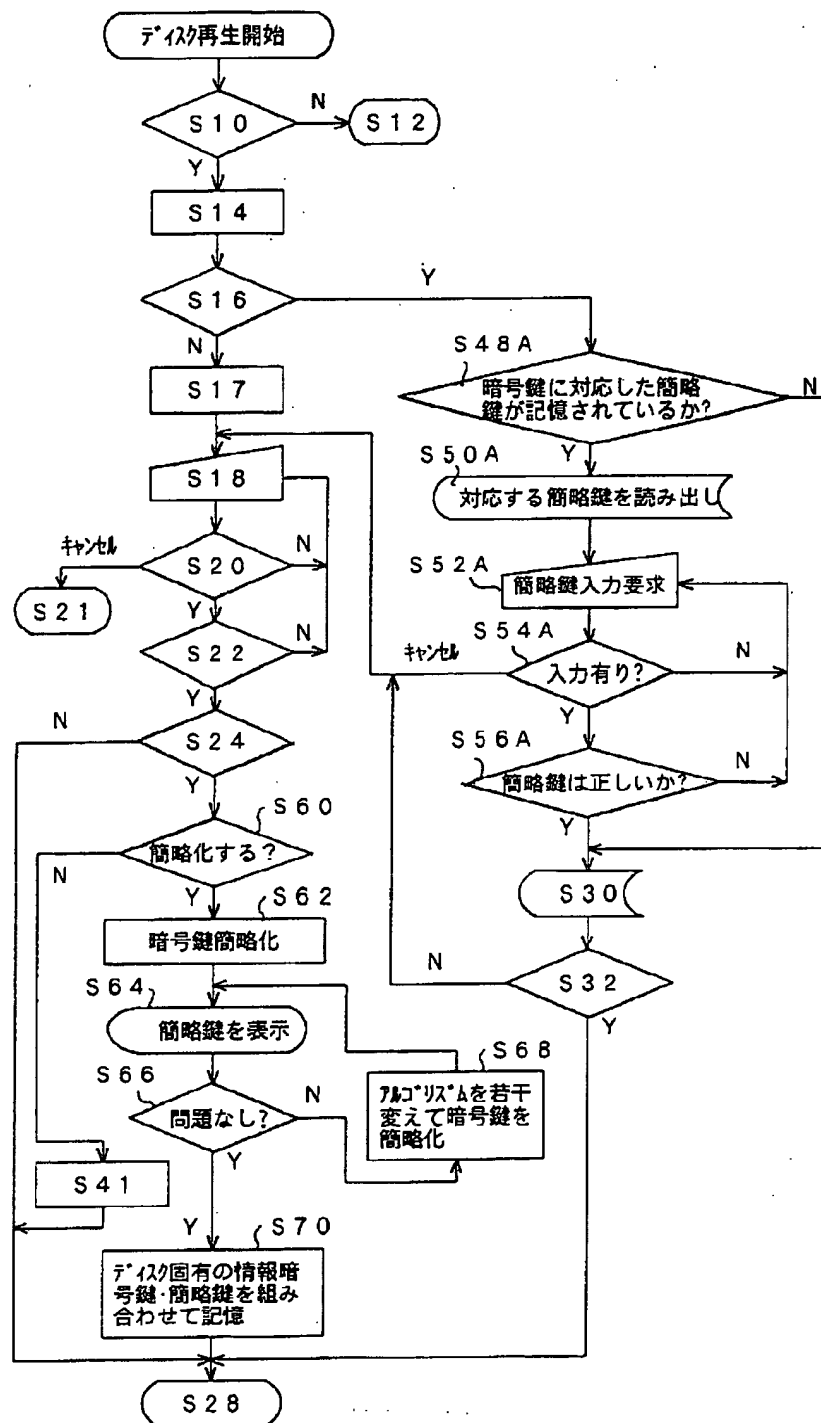 ディスク再生開始
S10
N
S12
Y
S14
S16
Y
N
S17
S48A
暗号鍵に対応した簡略
鍵が記憶されているか?
N
Y
S18
S50A
対応する簡略鍵を読み出し
キャンセル
S20
N
S21
Y
S52A
簡略鍵入力要求
S22
N
Y
S54A
キャンセル
入力有り?
N
Y
N
S24
Y
S56A
簡略鍵は正しいか?
N
Y
S60
簡略化する?
N
Y
S30
S62
暗号鍵簡略化
N
S32
Y
S64
簡略鍵を表示
S66
問題なし?
N
Y
S68
アルゴリズムを若干
変えて暗号鍵を
簡略化
S41
Y
S70
ディスク固有の情報暗
号鍵・簡略鍵を組み
合わせて記憶
S28